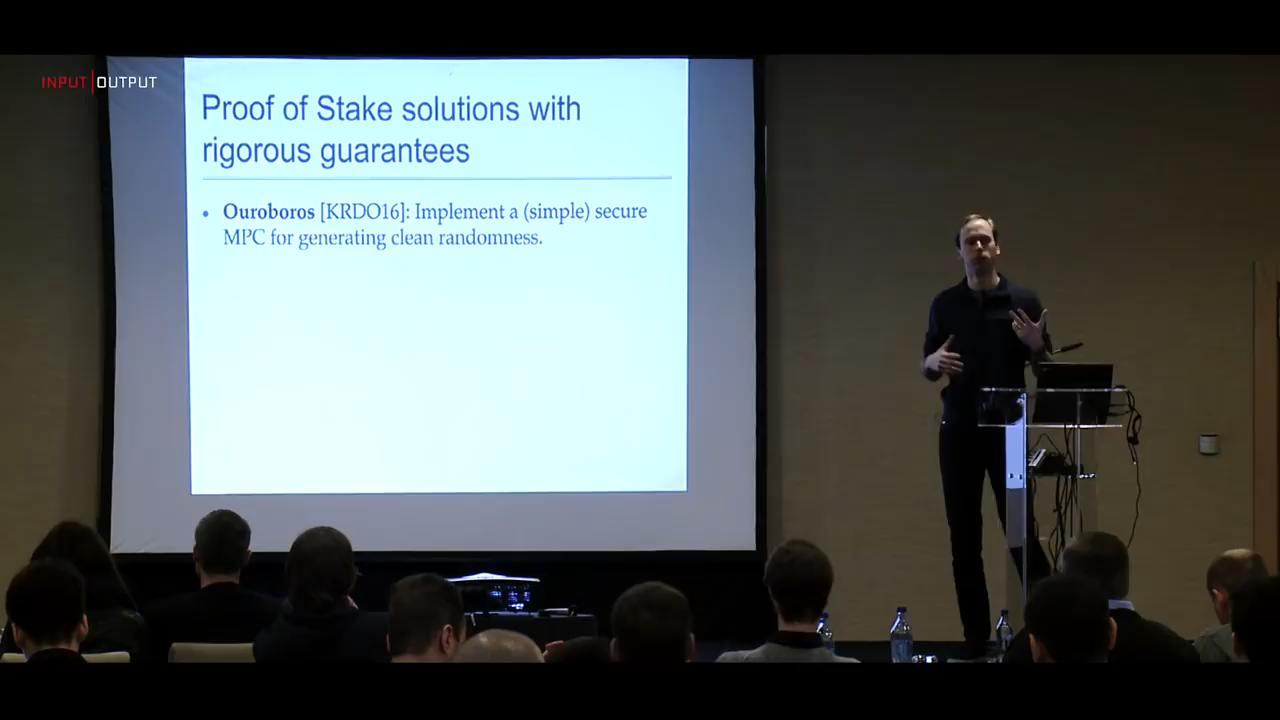 INPUT|OUTPUT
Proof of Stake solutions with
rigorous guarantees
• Ouroboros [KRDO16]: Implement a (simple) secure
MPC for generating clean randomness.